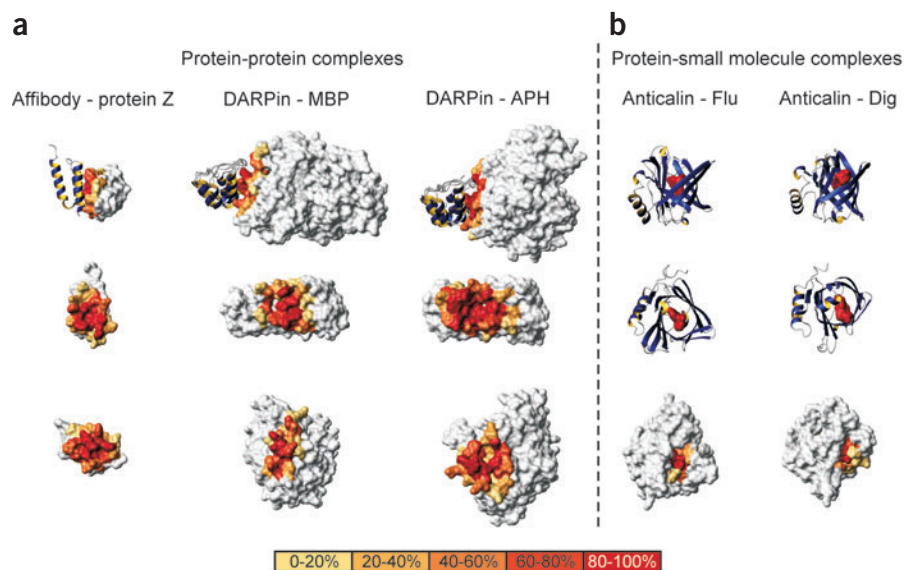 a
b
Protein-protein complexes
Protein-small molecule complexes
Affibody - protein Z
DARPin - MBP
DARPin - APH
Anticalin - Flu
Anticalin - Dig
0-20%
20-40%
40-60%
60-80%
80-100%